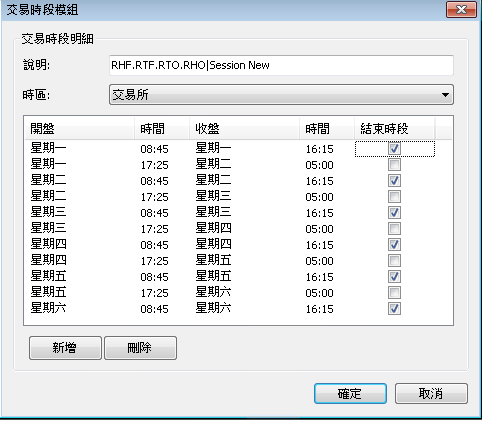 交易時段模組
交易時段明細
說明: RHF.RTF.RTO.RHO|Session New
時區: 交易所
開盤 時間 收盤 時間 結束時段
星期一 08:45 星期一 16:15
星期一 17:25 星期二 05:00
星期二 08:45 星期二 16:15
星期二 17:25 星期三 05:00
星期三 08:45 星期三 16:15
星期三 17:25 星期四 05:00
星期四 08:45 星期四 16:15
星期四 17:25 星期五 05:00
星期五 08:45 星期五 16:15
星期五 17:25 星期六 05:00
星期六 08:45 星期六 16:15
新增 刪除
確定 取消